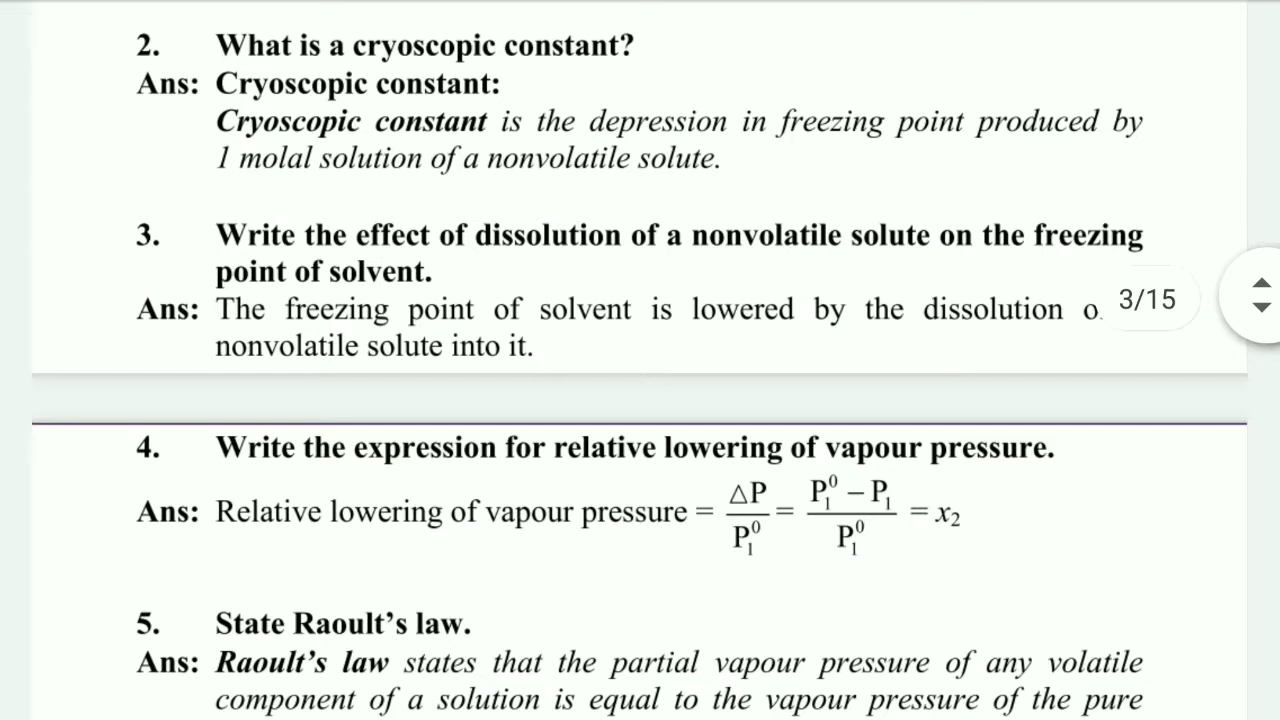 2. What is a cryoscopic constant?
Ans: Cryoscopic constant:
Cryoscopic constant is the depression in freezing point produced by
1 molal solution of a nonvolatile solute.
3. Write the effect of dissolution of a nonvolatile solute on the freezing
point of solvent.
Ans: The freezing point of solvent is lowered by the dissolution
3/15
nonvolatile solute into it.
4. Write the expression for relative lowering of vapour pressure.
Ans: Relative lowering of vapour pressure = △P/P₁⁰ = (P₁⁰ – P₁)/P₁⁰ = x₂
5. State Raoult’s law.
Ans: Raoult’s law states that the partial vapour pressure of any volatile
component of a solution is equal to the vapour pressure of the pure